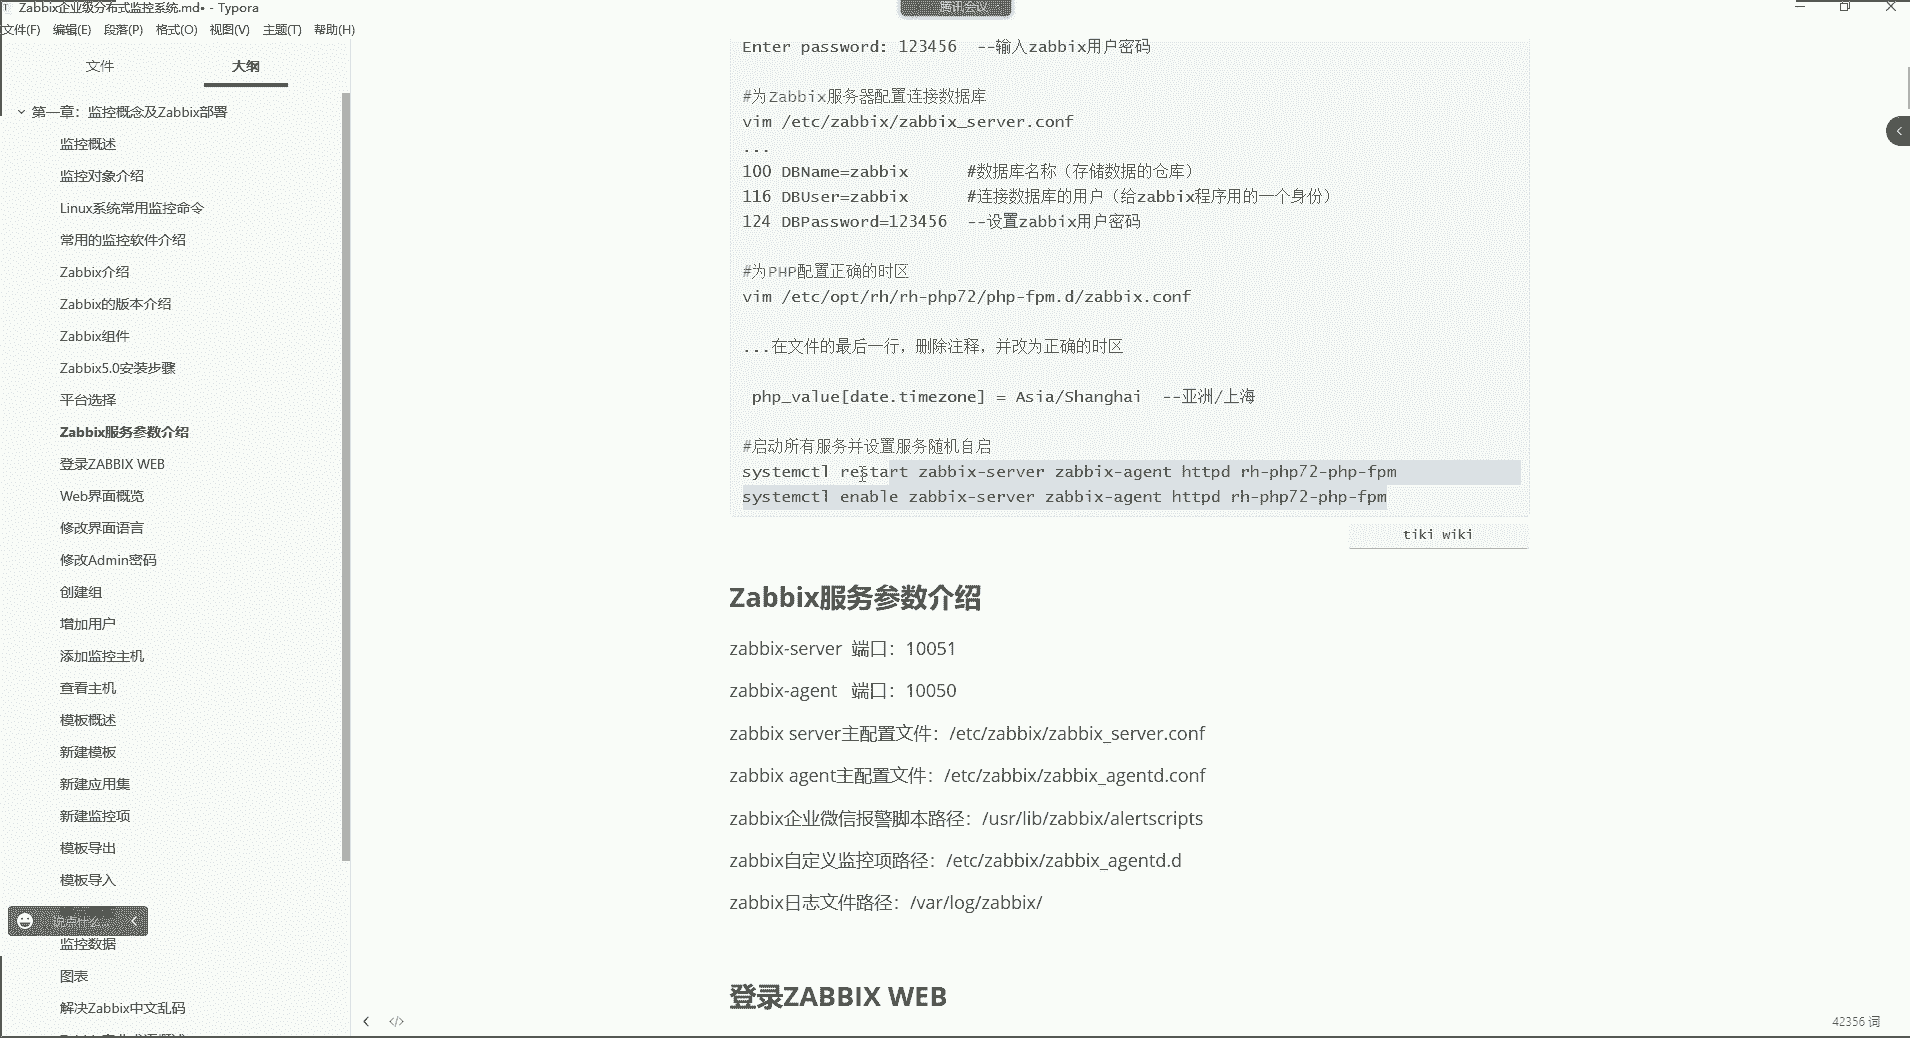 Zabbix企业级分布式监控系统.md• - Typora
腾讯会议
文件(F) 编辑(E) 段落(P) 格式(O) 视图(V) 主题(T) 帮助(H)
文件 大纲
第一章：监控概念及Zabbix部署
监控概述
监控对象介绍
Linux系统常用监控命令
常用的监控软件介绍
Zabbix介绍
Zabbix的版本介绍
Zabbix组件
Zabbix5.0安装步骤
平台选择
Zabbix服务参数介绍
登录ZABBIX WEB
Web界面概览
修改界面语言
修改Admin密码
创建组
增加用户
添加监控主机
查看主机
模板概述
新建模板
新建应用集
新建监控项
模板导出
模板导入
说点什么...
监控数据
图表
解决Zabbix中文乱码
Enter password: 123456 --输入zabbix用户密码
#为Zabbix服务器配置连接数据库
vim /etc/zabbix/zabbix_server.conf
...
100 DBName=zabbix #数据库名称（存储数据的仓库）
116 DBUser=zabbix #连接数据库的用户（给zabbix程序用的一个身份）
124 DBPassword=123456 --设置zabbix用户密码
#为PHP配置正确的时区
vim /etc/opt/rh/rh-php72/php-fpm.d/zabbix.conf
...在文件的最后一行，删除注释，并改为正确的时区
php_value[date.timezone] = Asia/Shanghai --亚洲/上海
#启动所有服务并设置服务随机自启
systemctl restart zabbix-server zabbix-agent httpd rh-php72-php-fpm
systemctl enable zabbix-server zabbix-agent httpd rh-php72-php-fpm
tiki wiki
Zabbix服务参数介绍
zabbix-server 端口：10051
zabbix-agent 端口：10050
zabbix server主配置文件：/etc/zabbix/zabbix_server.conf
zabbix agent主配置文件：/etc/zabbix/zabbix_agentd.conf
zabbix企业微信报警脚本路径：/usr/lib/zabbix/alertscripts
zabbix自定义监控项路径：/etc/zabbix/zabbix_agentd.d
zabbix日志文件路径：/var/log/zabbix/
登录ZABBIX WEB
42356 词